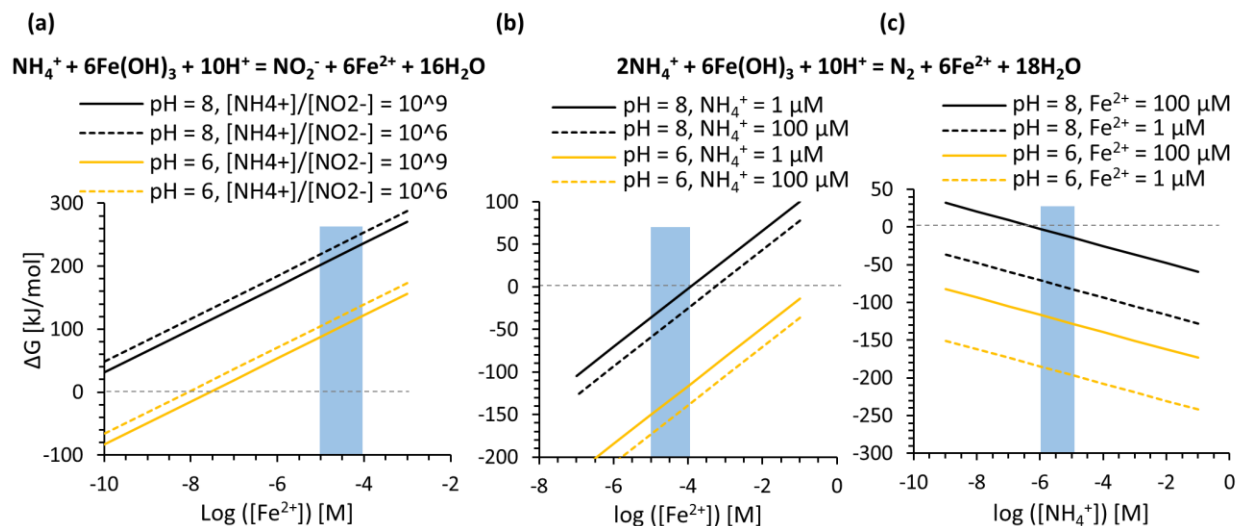 (a)
NH₄⁺ + 6Fe(OH)₃ + 10H⁺ = NO₂⁻ + 6Fe²⁺ + 16H₂O
pH = 8, [NH4+]/[NO2-] = 10^9
pH = 8, [NH4+]/[NO2-] = 10^6
pH = 6, [NH4+]/[NO2-] = 10^9
pH = 6, [NH4+]/[NO2-] = 10^6
300
200
100
0
-100
ΔG [kJ/mol]
-10
-8
-6
-4
-2
Log ([Fe²⁺]) [M]
(b)
(c)
2NH₄⁺ + 6Fe(OH)₃ + 10H⁺ = N₂ + 6Fe²⁺ + 18H₂O
pH = 8, NH₄⁺ = 1 μM
pH = 8, NH₄⁺ = 100 μM
pH = 6, NH₄⁺ = 1 μM
pH = 6, NH₄⁺ = 100 μM
100
50
0
-50
-100
-150
-200
-8
-6
-4
-2
0
log ([Fe²⁺]) [M]
pH = 8, Fe²⁺ = 100 μM
pH = 8, Fe²⁺ = 1 μM
pH = 6, Fe²⁺ = 100 μM
pH = 6, Fe²⁺ = 1 μM
50
0
-50
-100
-150
-200
-250
-300
-10
-8
-6
-4
-2
0
log ([NH₄⁺]) [M]